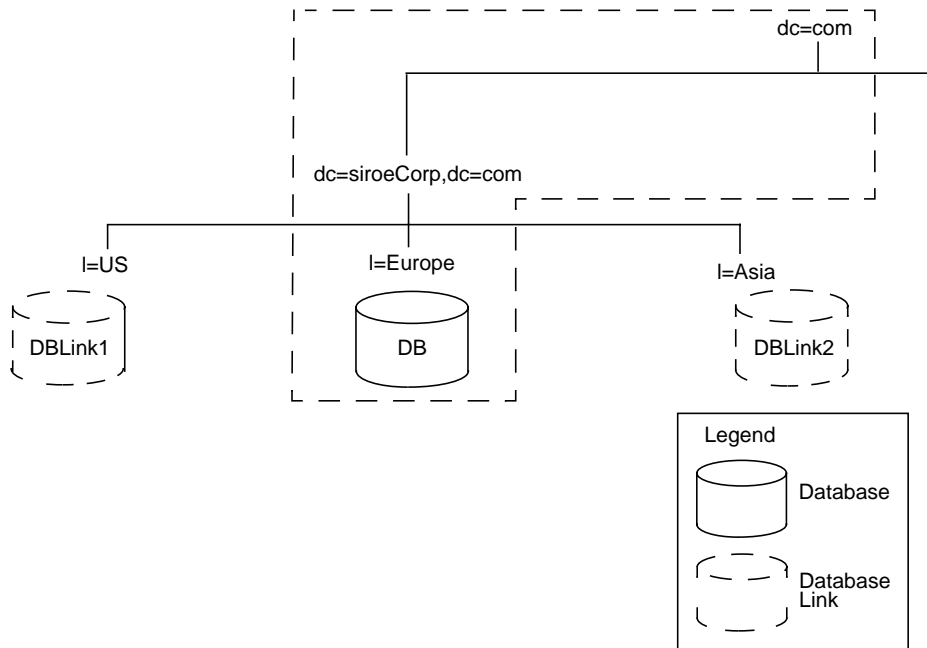 dc=com
dc=siroeCorp,dc=com
l=US
l=Europe
l=Asia
DBLink1
DB
DBLink2
Legend
Database
Database
Link